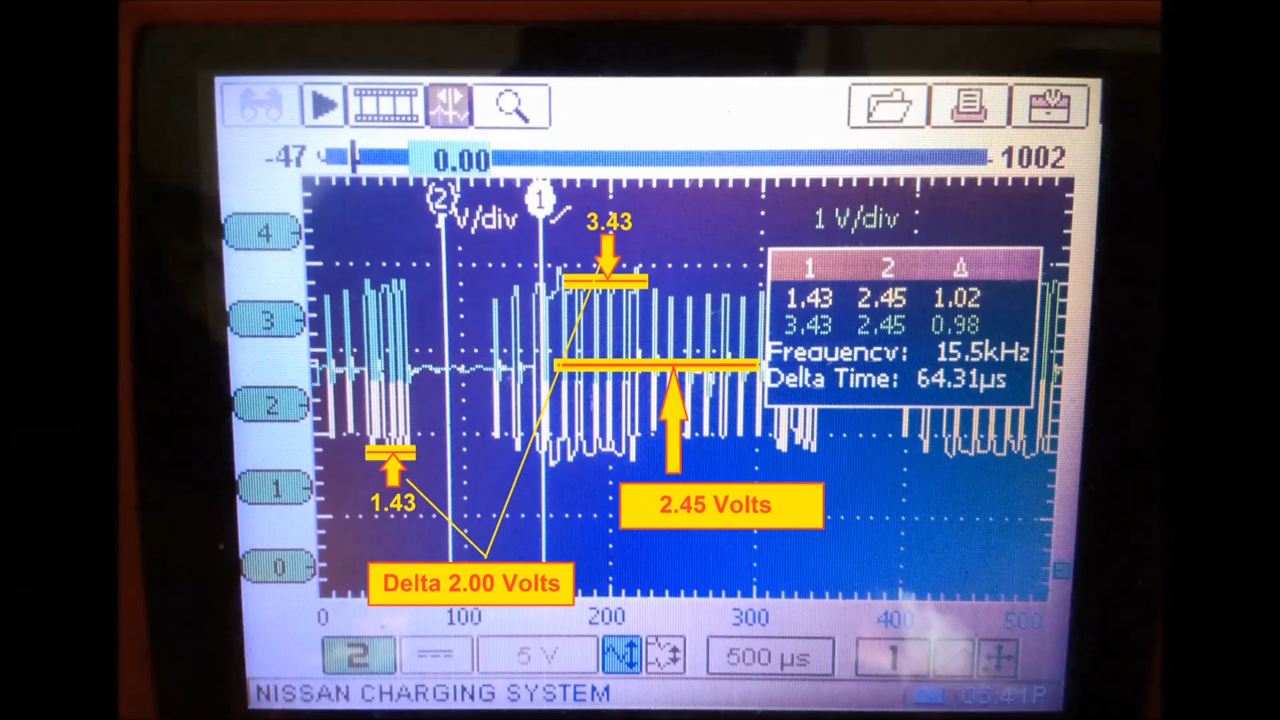 -47 0.00 1002
4 2 V/div 1 3.43 1 V/div
1 2 Δ
1.43 2.45 1.02
3 3.43 2.45 0.98
Frequency: 15.5kHz
Delta Time: 64.31µs
2
1 1.43 2.45 Volts
0 Delta 2.00 Volts
0 100 200 300 400 500
2 5 V 500 µs 1
NISSAN CHARGING SYSTEM 05:41P